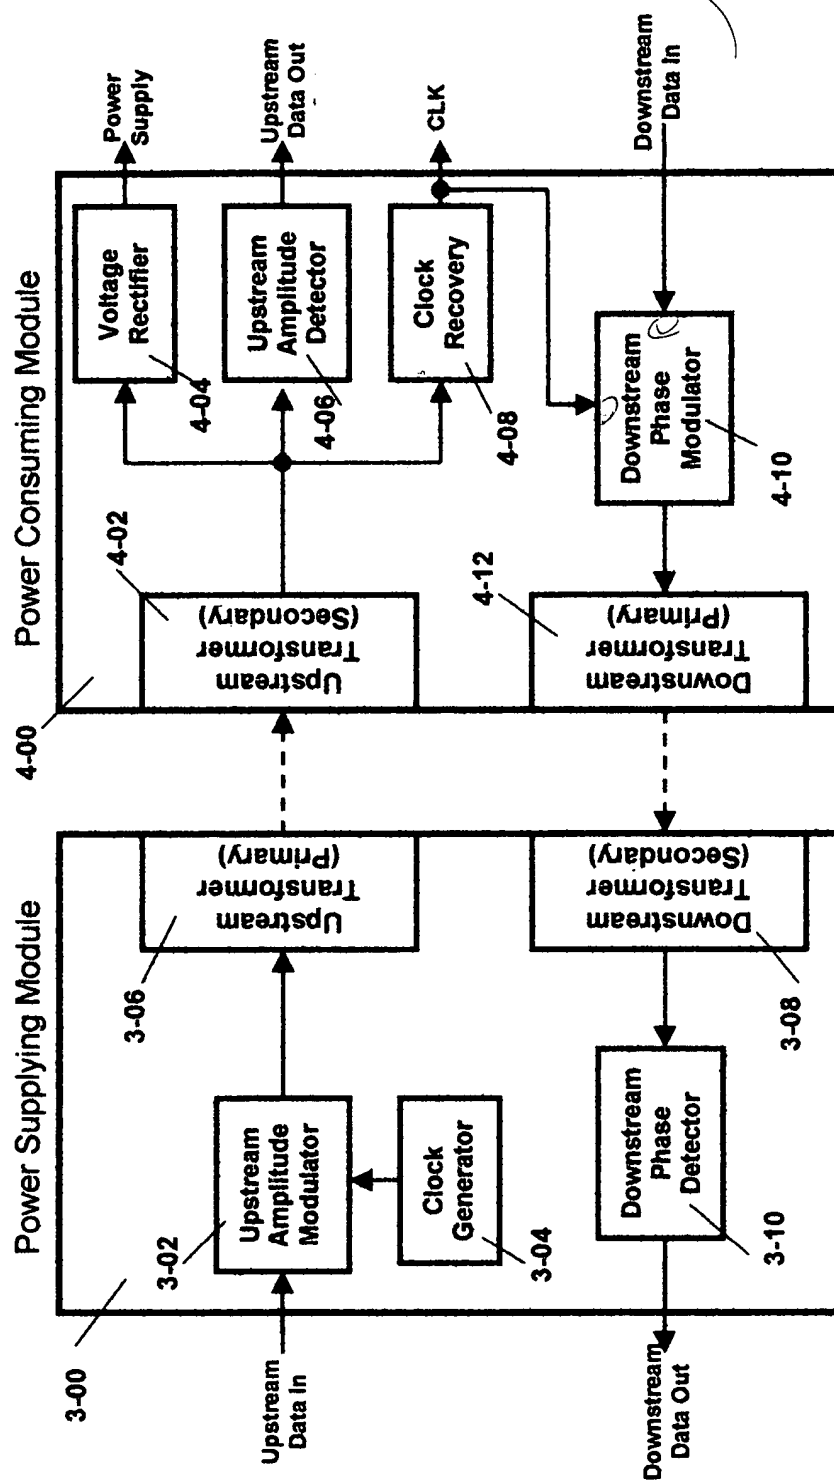 Power Supplying Module
Power Consuming Module
3-00
4-00
Upstream
Data In
3-02
Upstream
Amplitude
Modulator
Clock
Generator
3-04
3-06
Upstream
Transformer
(Primary)
4-02
Upstream
Transformer
(Secondary)
Voltage
Rectifier
4-04
Power
Supply
Upstream
Amplitude
Detector
4-06
Upstream
Data Out
Clock
Recovery
4-08
CLK
Downstream
Data Out
Downstream
Phase
Detector
3-10
Downstream
Transformer
(Secondary)
3-08
4-12
Downstream
Transformer
(Primary)
Downstream
Phase
Modulator
4-10
Downstream
Data In